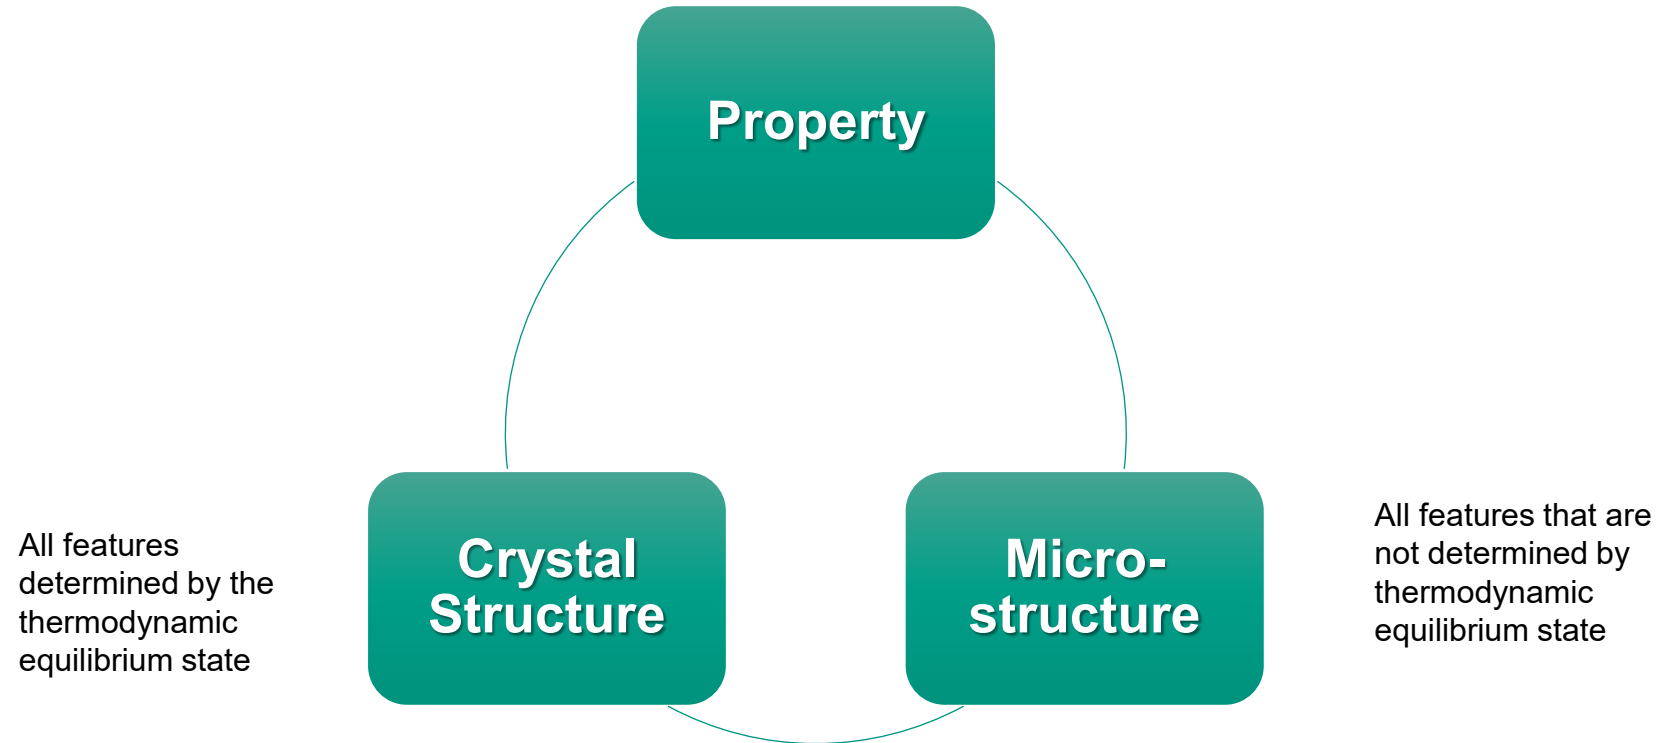 Property
Crystal
Structure
Micro-
structure
All features
determined by the
thermodynamic
equilibrium state
All features that are
not determined by
thermodynamic
equilibrium state